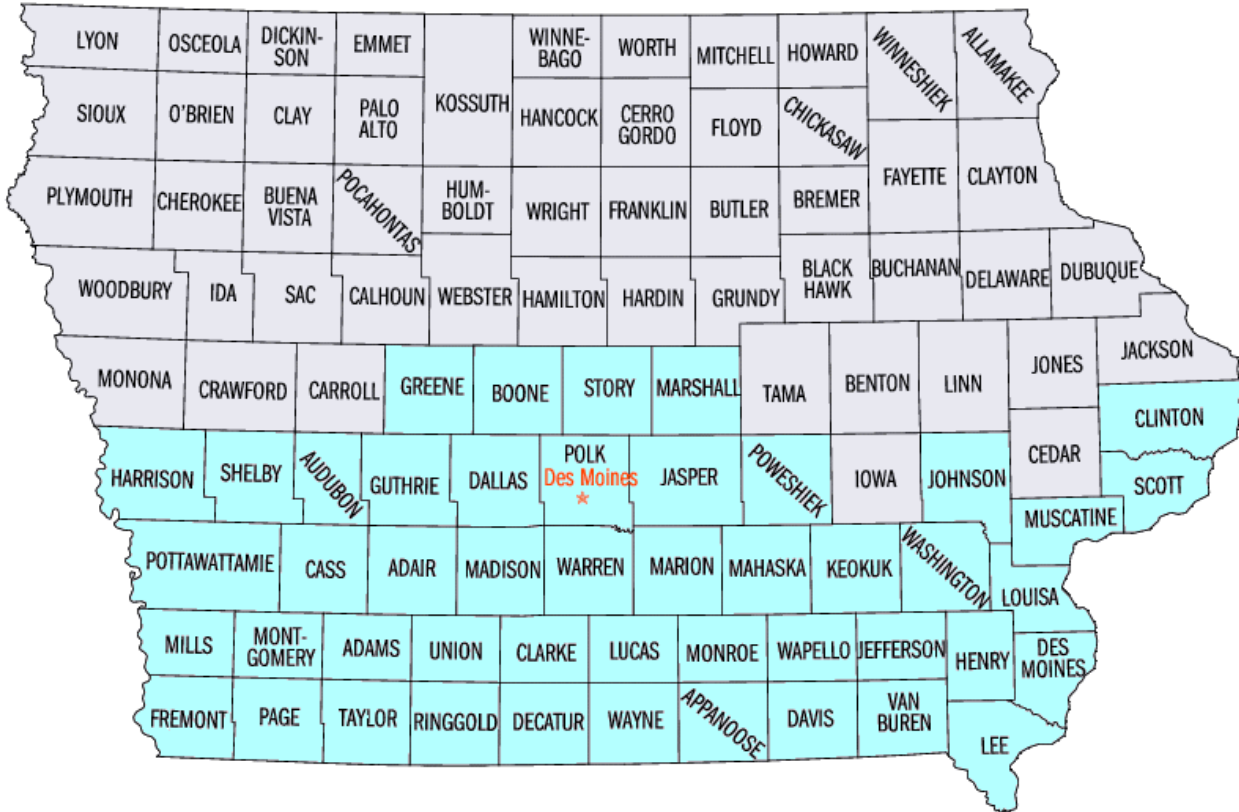 LYON
OSCEOLA
DICKIN-
SON
EMMET
KOSSUTH
WINNE-
BAGO
WORTH
MITCHELL
HOWARD
WINNESHIEK
ALLAMAKEE
SIOUX
O'BRIEN
CLAY
PALO
ALTO
HANCOCK
CERRO
GORDO
FLOYD
CHICKASAW
FAYETTE
CLAYTON
PLYMOUTH
CHEROKEE
BUENA
VISTA
POCAHONTAS
HUM-
BOLDT
WRIGHT
FRANKLIN
BUTLER
BREMER
WOODBURY
IDA
SAC
CALHOUN
WEBSTER
HAMILTON
HARDIN
GRUNDY
BLACK
HAWK
BUCHANAN
DELAWARE
DUBUQUE
MONONA
CRAWFORD
CARROLL
GREENE
BOONE
STORY
MARSHALL
TAMA
BENTON
LINN
JONES
JACKSON
CLINTON
HARRISON
SHELBY
AUDUBON
GUTHRIE
DALLAS
POLK
Des Moines
JASPER
POWESHIEK
IOWA
JOHNSON
CEDAR
SCOTT
MUSCATINE
POTTAWATTAMIE
CASS
ADAIR
MADISON
WARREN
MARION
MAHASKA
KEOKUK
WASHINGTON
LOUISA
MILLS
MONT-
GOMERY
ADAMS
UNION
CLARKE
LUCAS
MONROE
WAPELLO
JEFFERSON
HENRY
DES
MOINES
FREMONT
PAGE
TAYLOR
RINGGOLD
DECATUR
WAYNE
APPANOOSE
DAVIS
VAN
BUREN
LEE